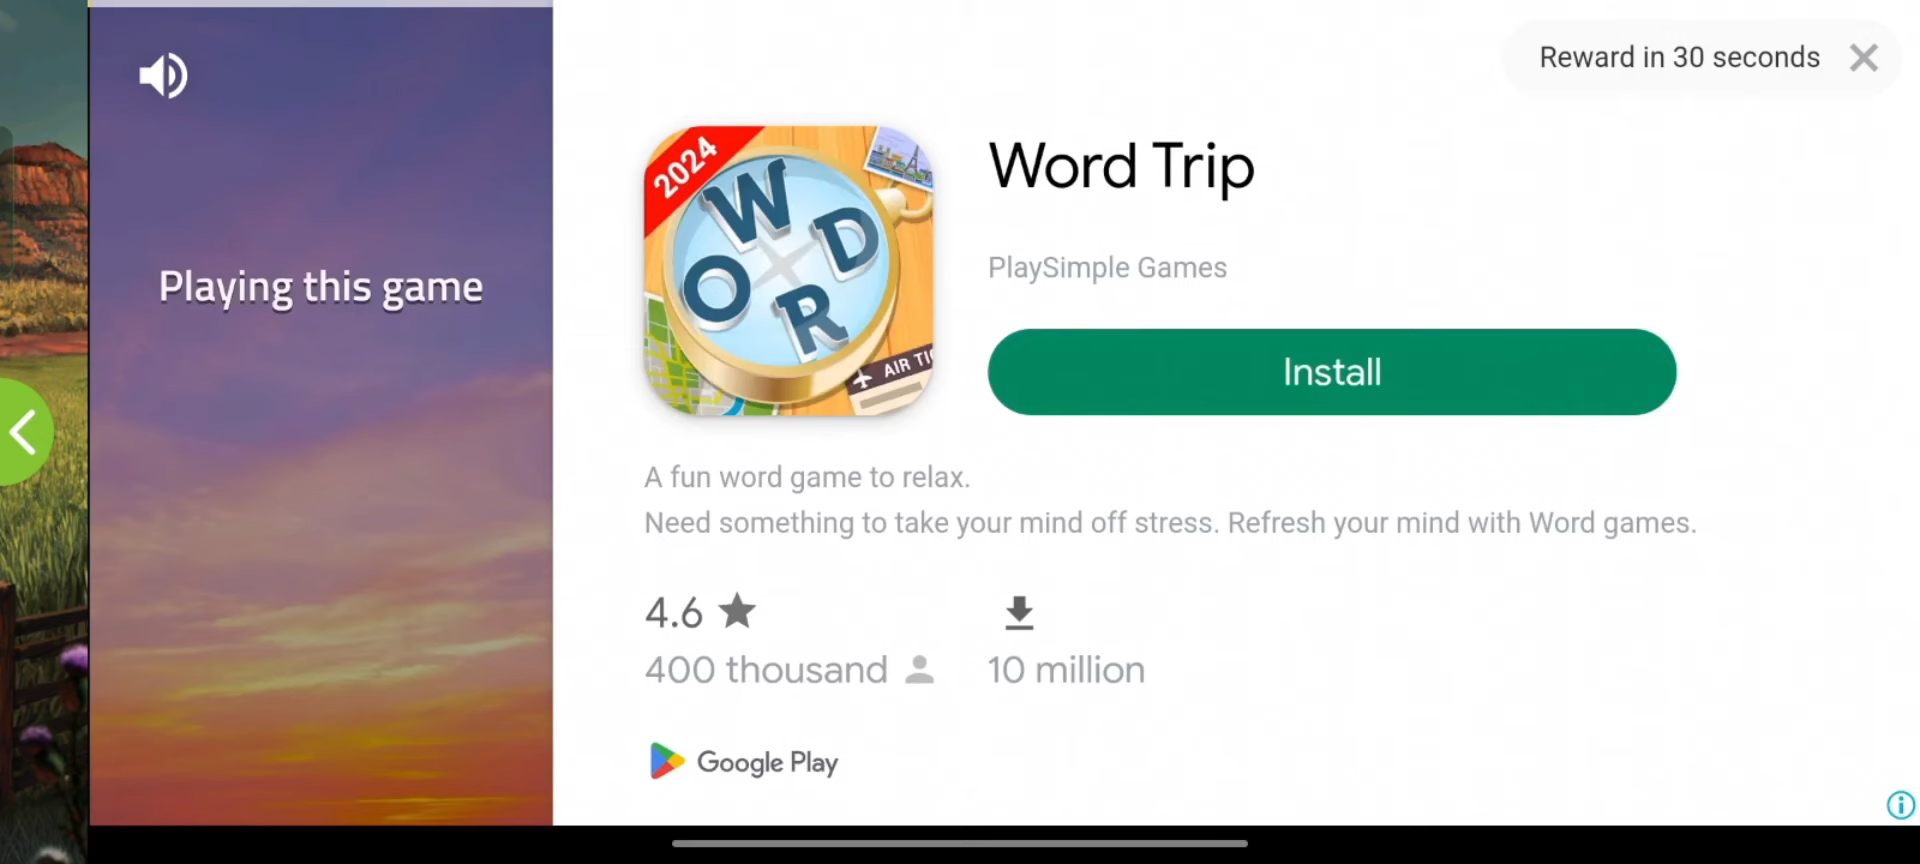 Reward in 30 seconds
Playing this game
2024
W
O
D
R
AIR TI
Word Trip
PlaySimple Games
Install
A fun word game to relax.
Need something to take your mind off stress. Refresh your mind with Word games.
4.6
400 thousand
10 million
Google Play